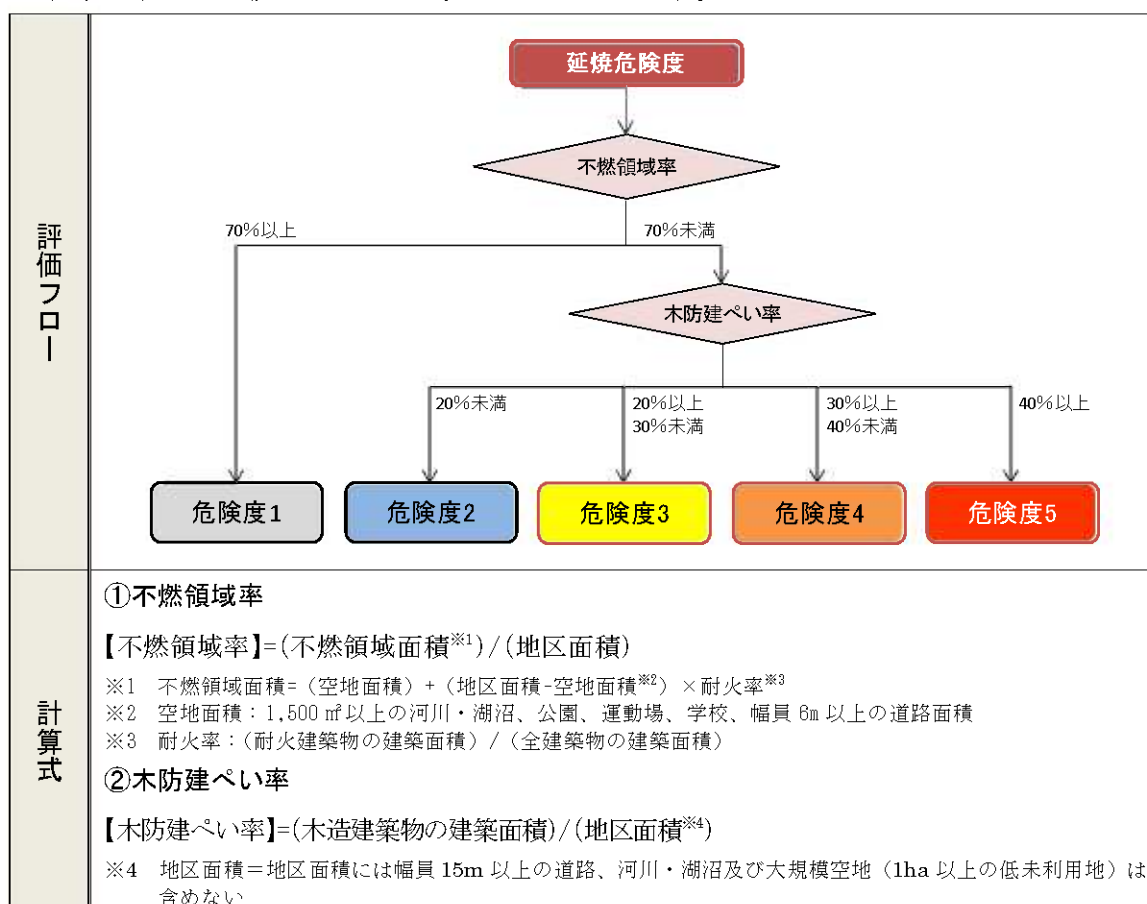 評価フロー
延焼危険度
不燃領域率
70%以上
70%未満
木防建ぺい率
20%未満
20%以上
30%未満
30%以上
40%未満
40%以上
危険度1
危険度2
危険度3
危険度4
危険度5
計算式
①不燃領域率
【不燃領域率】=(不燃領域面積※1)/(地区面積)
※1 不燃領域面積=（空地面積）+（地区面積-空地面積※2）×耐火率※3
※2 空地面積：1,500㎡以上の河川・湖沼、公園、運動場、学校、幅員6m以上の道路面積
※3 耐火率：(耐火建築物の建築面積) / (全建築物の建築面積)
②木防建ぺい率
【木防建ぺい率】=(木造建築物の建築面積)/(地区面積※4)
※4 地区面積＝地区面積には幅員15m以上の道路、河川・湖沼及び大規模空地（1ha以上の低未利用地）は
含めない